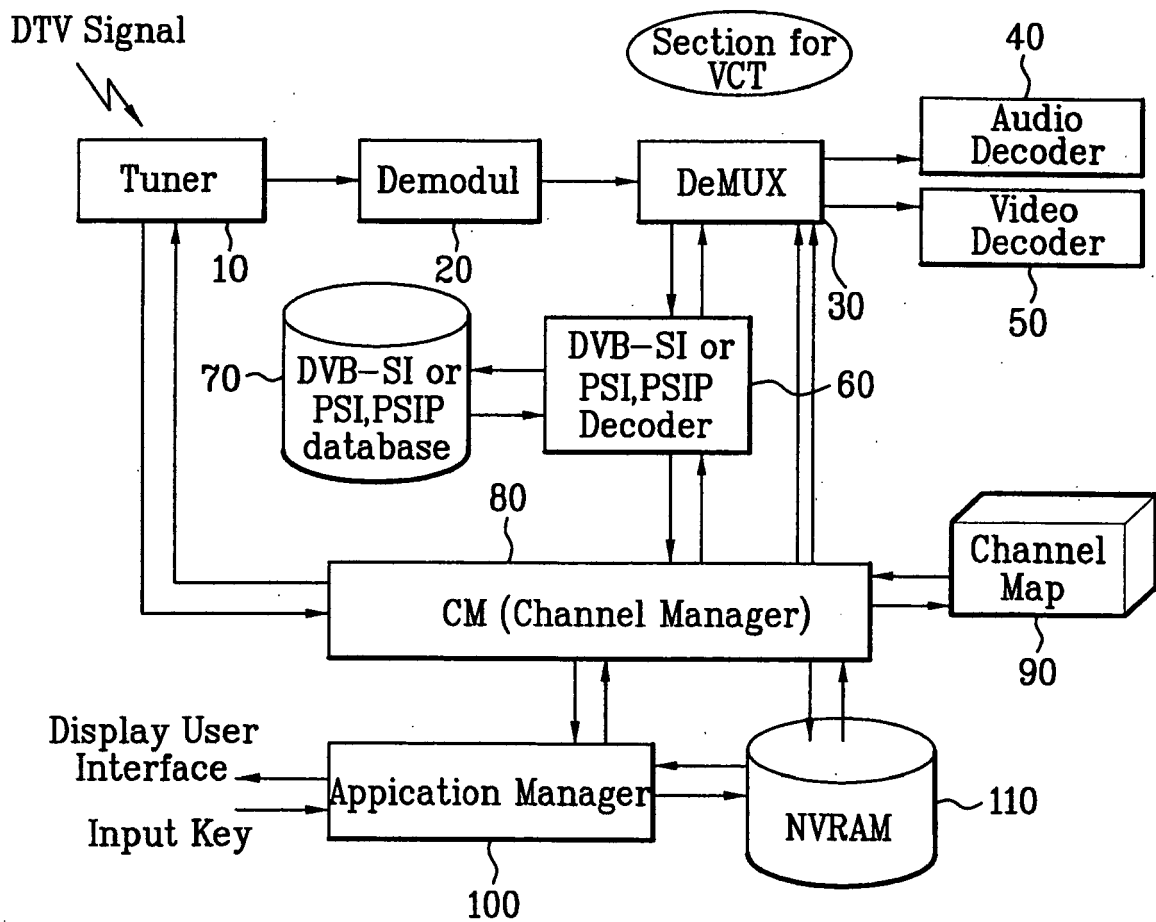 DTV Signal
Section for
VCT
40
Audio
Decoder
Tuner
Demodul
DeMUX
Video
Decoder
10
20
30
50
70
DVB-SI or
PSI,PSIP
database
DVB-SI or
PSI,PSIP
Decoder
60
80
CM (Channel Manager)
Channel
Map
90
Display User
Interface
Input Key
Appication Manager
100
NVRAM
110